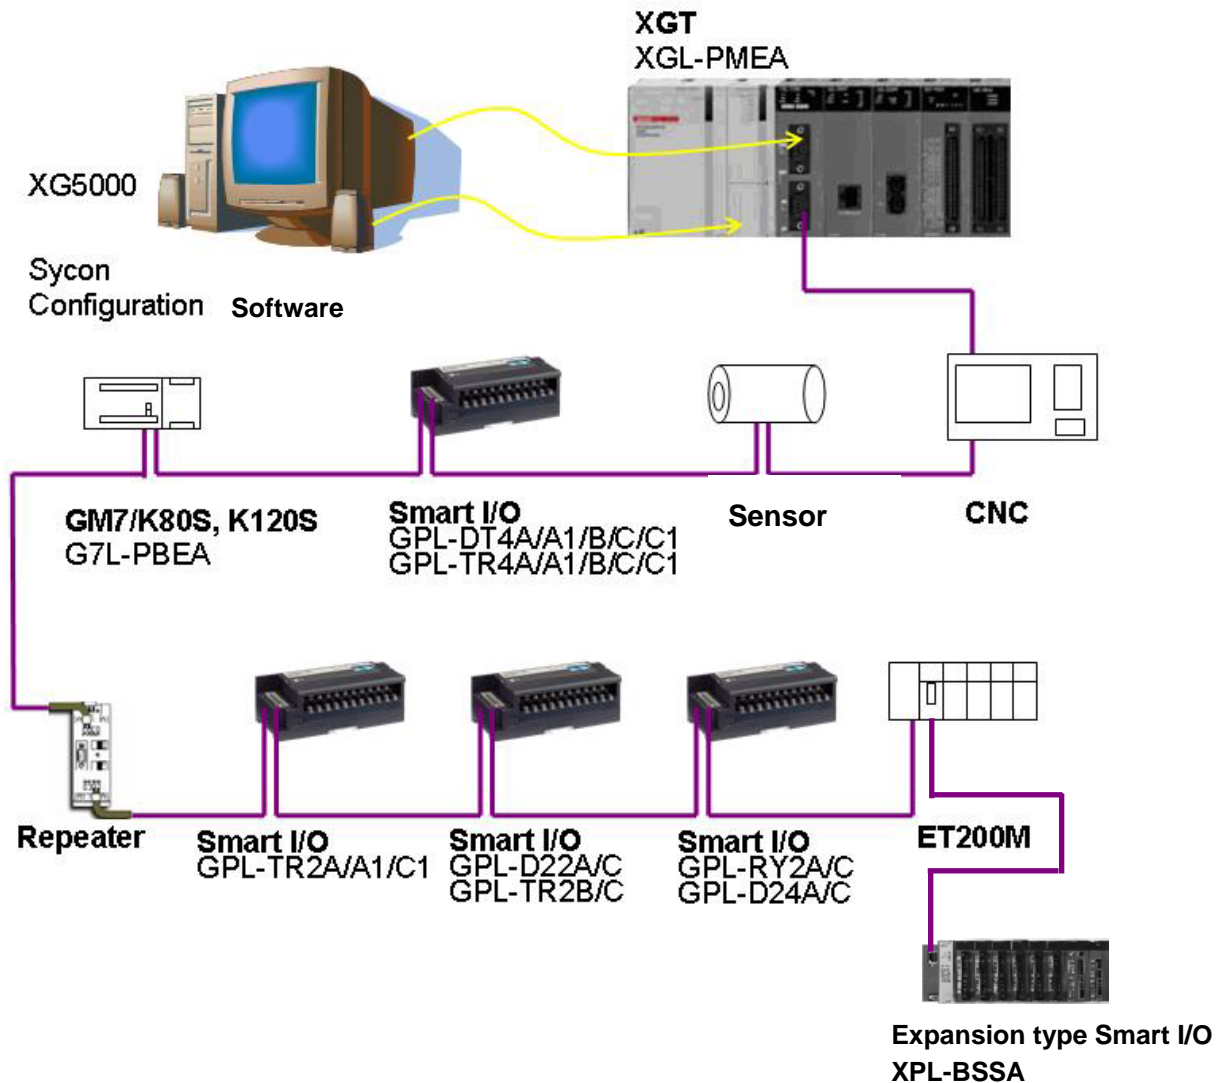 XGT
XGL-PMEA
XG5000
Sycon
Configuration Software
GM7/K80S, K120S
G7L-PBEA
Smart I/O
GPL-DT4A/A1/B/C/C1
GPL-TR4A/A1/B/C/C1
Sensor
CNC
Repeater
Smart I/O
GPL-TR2A/A1/C1
Smart I/O
GPL-D22A/C
GPL-TR2B/C
Smart I/O
GPL-RY2A/C
GPL-D24A/C
ET200M
Expansion type Smart I/O
XPL-BSSA